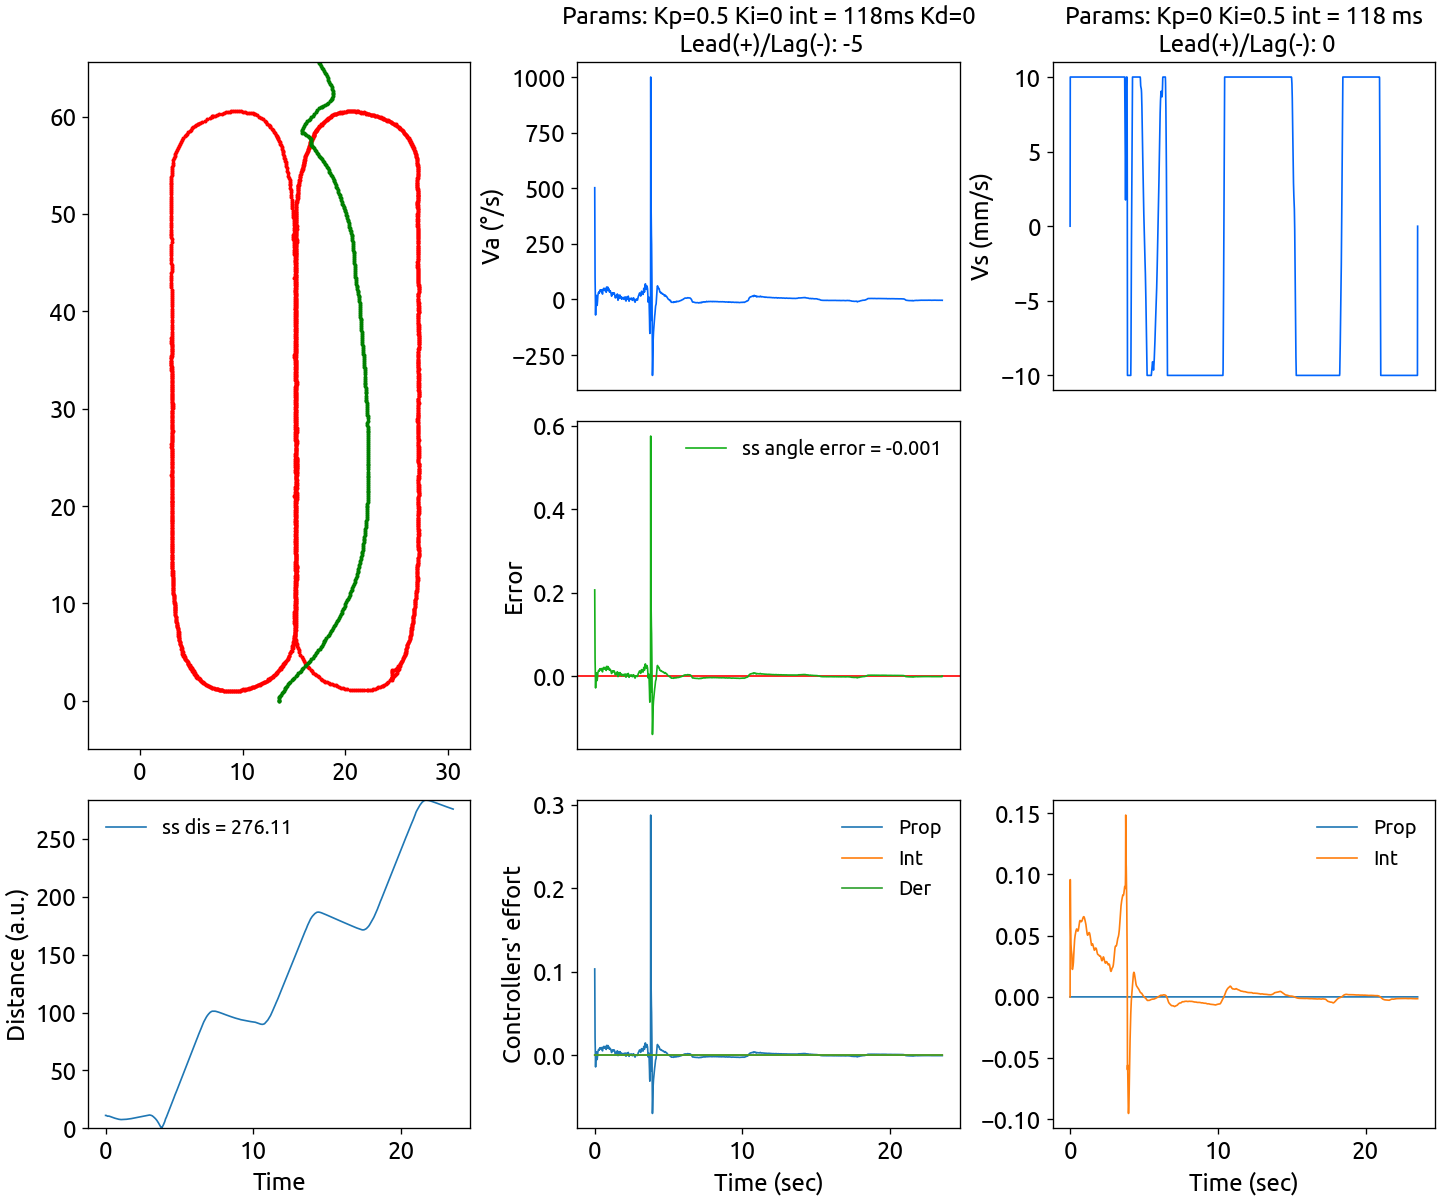 Params: Kp=0.5 Ki=0 int = 118ms Kd=0
Lead(+)/Lag(-): -5
Params: Kp=0 Ki=0.5 int = 118 ms
Lead(+)/Lag(-): 0
60
50
40
30
20
10
0
0 10 20 30
Va (°/s)
1000
750
500
250
0
−250
Vs (mm/s)
10
5
0
−5
−10
Error
0.6
0.4
0.2
0.0
ss angle error = -0.001
Distance (a.u.)
250
200
150
100
50
0
ss dis = 276.11
0 10 20
Time
Controllers' effort
0.3
0.2
0.1
0.0
Prop
Int
Der
0 10 20
Time (sec)
0.15
0.10
0.05
0.00
−0.05
−0.10
Prop
Int
0 10 20
Time (sec)